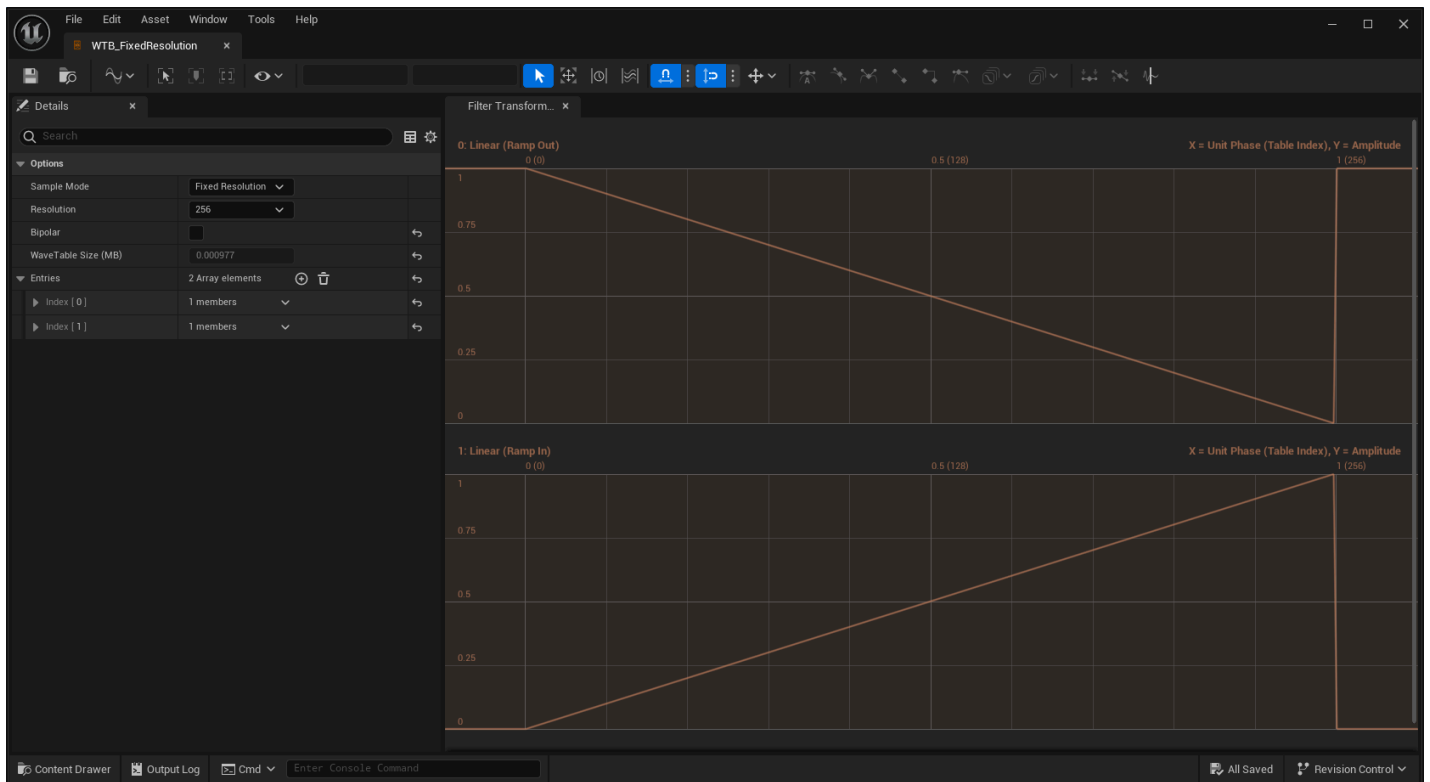 File Edit Asset Window Tools Help
WTB_FixedResolution
Details
Search
Options
Sample Mode Fixed Resolution
Resolution 256
Bipolar
WaveTable Size (MB) 0.000977
Entries 2 Array elements
Index [ 0 ] 1 members
Index [ 1 ] 1 members
Filter Transform...
0: Linear (Ramp Out) X = Unit Phase (Table Index), Y = Amplitude
0 (0) 0.5 (128) 1 (256)
1
0.75
0.5
0.25
0
1: Linear (Ramp In) X = Unit Phase (Table Index), Y = Amplitude
0 (0) 0.5 (128) 1 (256)
1
0.75
0.5
0.25
0
Content Drawer Output Log Cmd Enter Console Command All Saved Revision Control